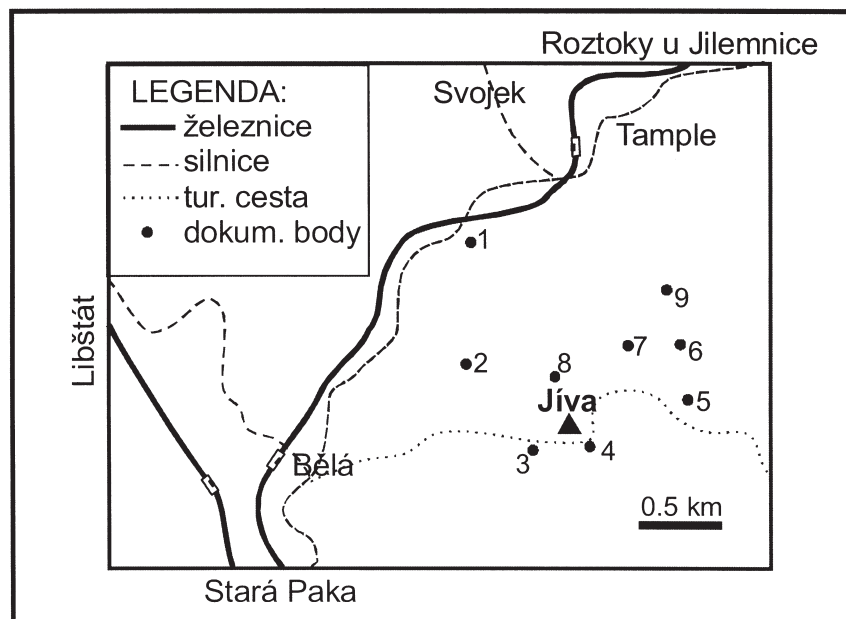 Roztoky u Jilemnice
LEGENDA:
železnice
silnice
tur. cesta
dokum. body
Svojek
Tample
1
9
Libštát
2
8
7
6
Jíva
5
3
4
Bělá
0.5 km
Stará Paka